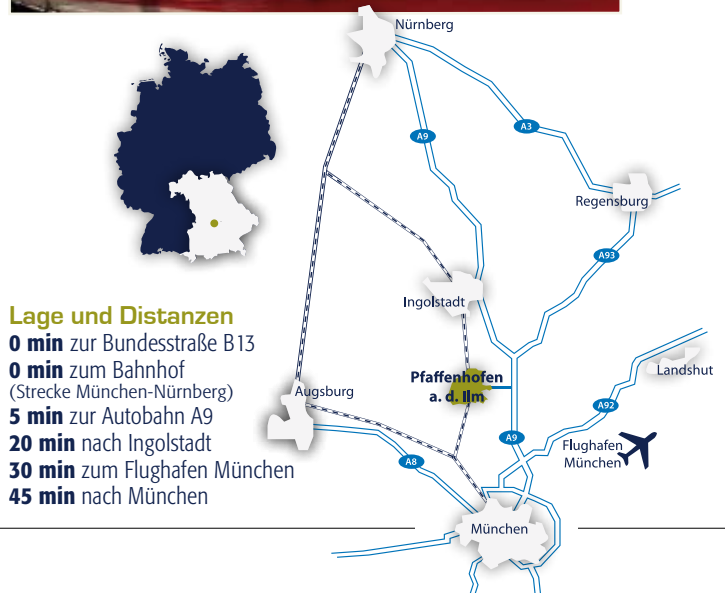 Nürnberg
A9
A3
Regensburg
A93
Ingolstadt
Lage und Distanzen
0 min zur Bundesstraße B13
0 min zum Bahnhof
(Strecke München-Nürnberg)
5 min zur Autobahn A9
20 min nach Ingolstadt
30 min zum Flughafen München
45 min nach München
Pfaffenhofen
a. d. Ilm
Landshut
Augsburg
A92
A9
Flughafen
München
A8
München